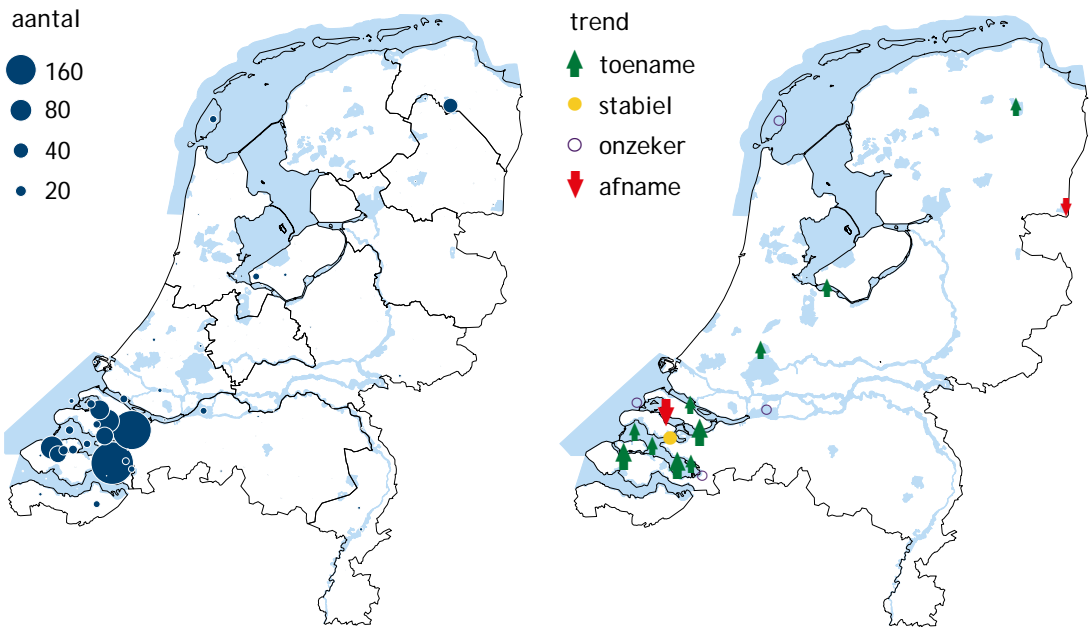 aantal
160
80
40
20
trend
toename
stabiel
onzeker
afname